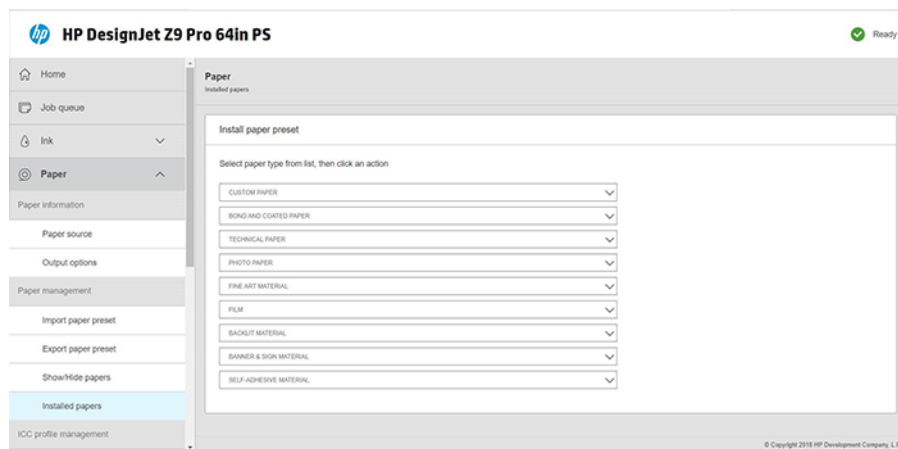 hp HP DesignJet Z9 Pro 64in PS
Ready
Home
Job queue
Ink
Paper
Paper information
Paper source
Output options
Paper management
Import paper preset
Export paper preset
Show/Hide papers
Installed papers
ICC profile management
Paper
Installed papers
Install paper preset
Select paper type from list, then click an action
CUSTOM PAPER
BOND AND COATED PAPER
TECHNICAL PAPER
PHOTO PAPER
FINE ART MATERIAL
FILM
BACKLIT MATERIAL
BANNER & SIGN MATERIAL
SELF-ADHESIVE MATERIAL
© Copyright 2018 HP Development Company, L.P